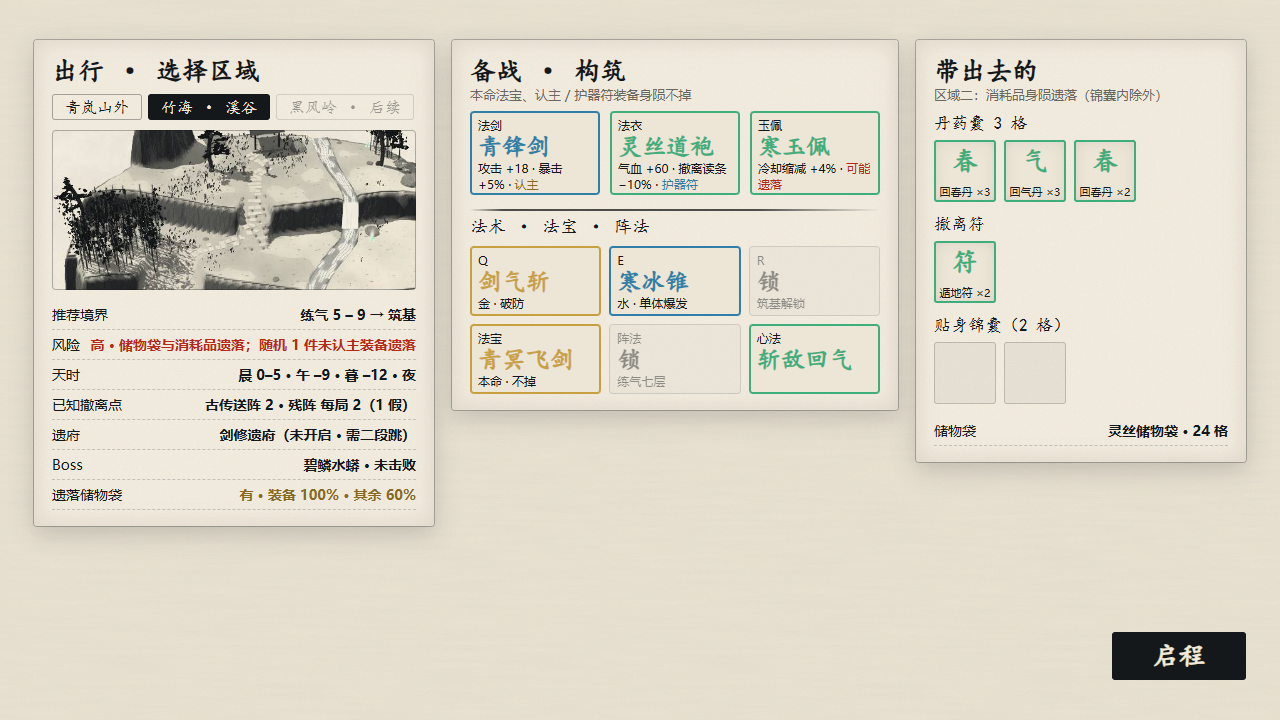 出行 • 选择区域
青岚山外
竹海 • 溪谷
黑风岭 • 后续
推荐境界 练气 5 – 9 → 筑基
风险 高 • 储物袋与消耗品遗落；随机 1 件未认主装备遗落
天时 晨 0–5 • 午 –9 • 暮 –12 • 夜
已知撤离点 古传送阵 2 • 残阵 每局 2（1 假）
遗府 剑修遗府（未开启 • 需二段跳）
Boss 碧鳞水蟒 • 未击败
遗落储物袋 有 • 装备 100% • 其余 60%
备战 • 构筑
本命法宝、认主 / 护器符装备身陨不掉
法剑
青锋剑
攻击 +18 · 暴击
+5% · 认主
法衣
灵丝道袍
气血 +60 · 撤离读条
−10% · 护器符
玉佩
寒玉佩
冷却缩减 +4% · 可能
遗落
法术 • 法宝 • 阵法
Q
剑气斩
金 · 破防
E
寒冰锥
水 · 单体爆发
R
锁
筑基解锁
法宝
青冥飞剑
本命 · 不掉
阵法
锁
练气七层
心法
斩敌回气
带出去的
区域二：消耗品身陨遗落（锦囊内除外）
丹药囊 3 格
春
回春丹 ×3
气
回气丹 ×3
春
回春丹 ×2
撤离符
符
遁地符 ×2
贴身锦囊（2 格）
储物袋 灵丝储物袋 • 24 格
启程